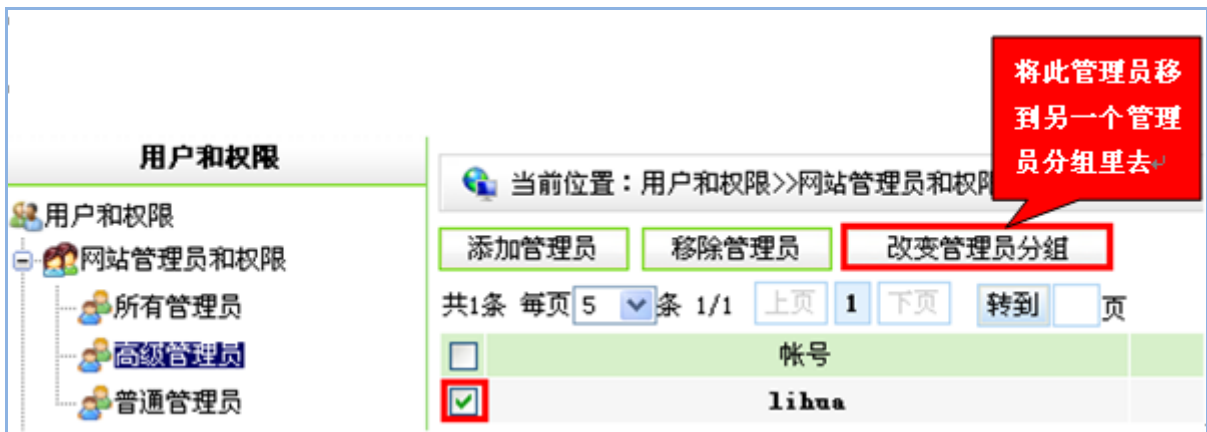 将此管理员移
到另一个管理
员分组里去
用户和权限
当前位置：用户和权限>>网站管理员和权限
用户和权限
网站管理员和权限
所有管理员
高级管理员
普通管理员
添加管理员 移除管理员 改变管理员分组
共1条 每页 5 条 1/1 上页 1 下页 转到 页
帐号
lihua